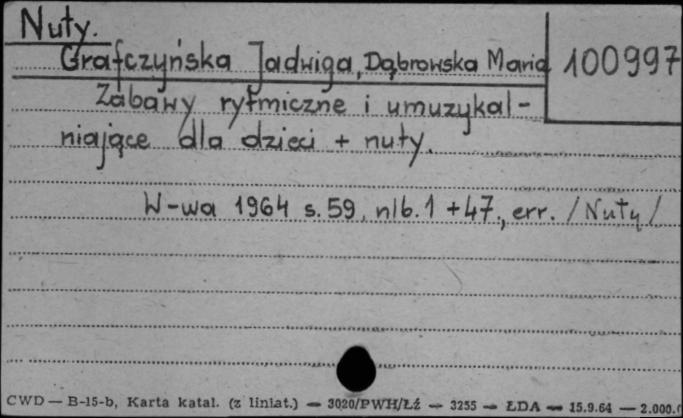 Nuty.
Grafczyńska Jadwiga, Dąbrowska Maria 100997
Zabawy rytmiczne i umuzykal-
niające dla dzieci + nuty.
W-wa 1964 s. 59, nlb. 1 + 47, err. /Nuty/
CWD — B-15-b, Karta katal. (z liniat.) — 3020/PWH/Łź — 3255 — ŁDA — 15.9.64 — 2.000.